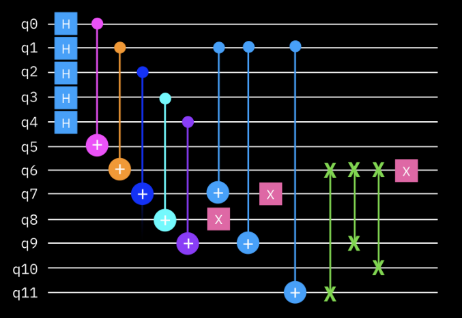 q0 H
q1 H
q2 H
q3 H
q4 H
q5 +
q6 + X
q7 + + X
q8 + X
q9 + +
q10
q11 +